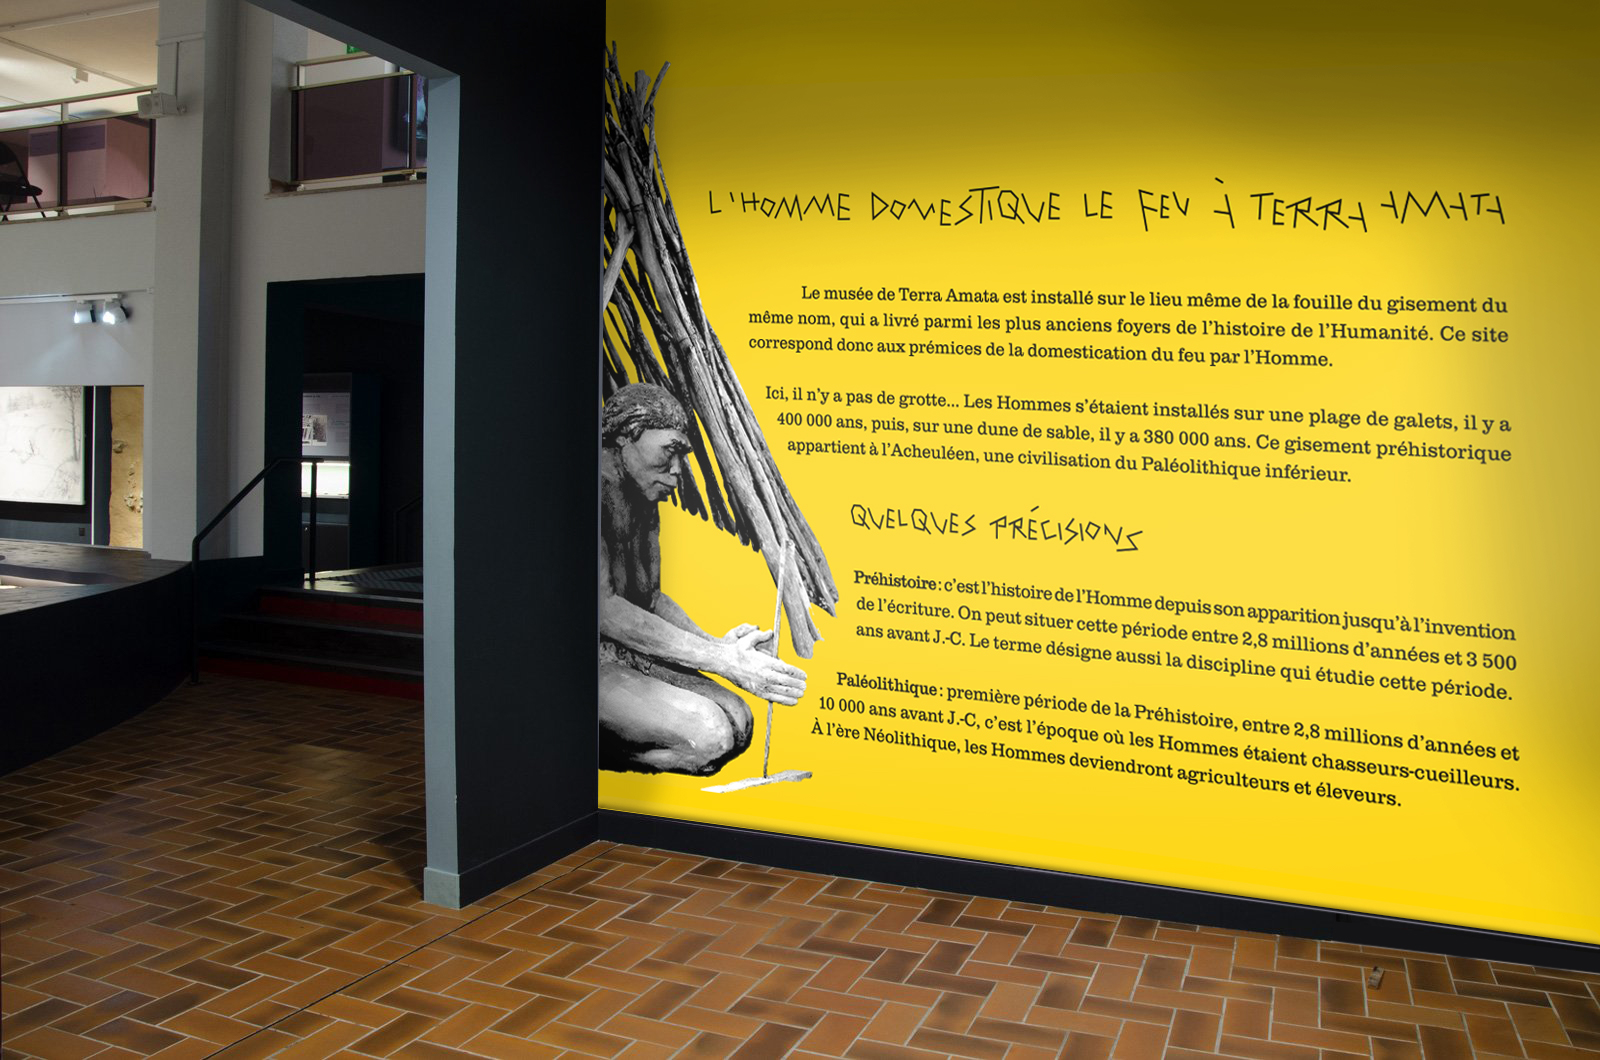 L'HOMME DOMESTIQUE LE FEU À TERRA AMATA
Le musée de Terra Amata est installé sur le lieu même de la fouille du gisement du
même nom, qui a livré parmi les plus anciens foyers de l'histoire de l'Humanité. Ce site
correspond donc aux prémices de la domestication du feu par l'Homme.
Ici, il n'y a pas de grotte... Les Hommes s'étaient installés sur une plage de galets, il y a
400 000 ans, puis, sur une dune de sable, il y a 380 000 ans. Ce gisement préhistorique
appartient à l'Acheuléen, une civilisation du Paléolithique inférieur.
QUELQUES PRÉCISIONS
Préhistoire : c'est l'histoire de l'Homme depuis son apparition jusqu'à l'invention
de l'écriture. On peut situer cette période entre 2,8 millions d'années et 3 500
ans avant J.-C. Le terme désigne aussi la discipline qui étudie cette période.
Paléolithique : première période de la Préhistoire, entre 2,8 millions d'années et
10 000 ans avant J.-C, c'est l'époque où les Hommes étaient chasseurs-cueilleurs.
À l'ère Néolithique, les Hommes deviendront agriculteurs et éleveurs.